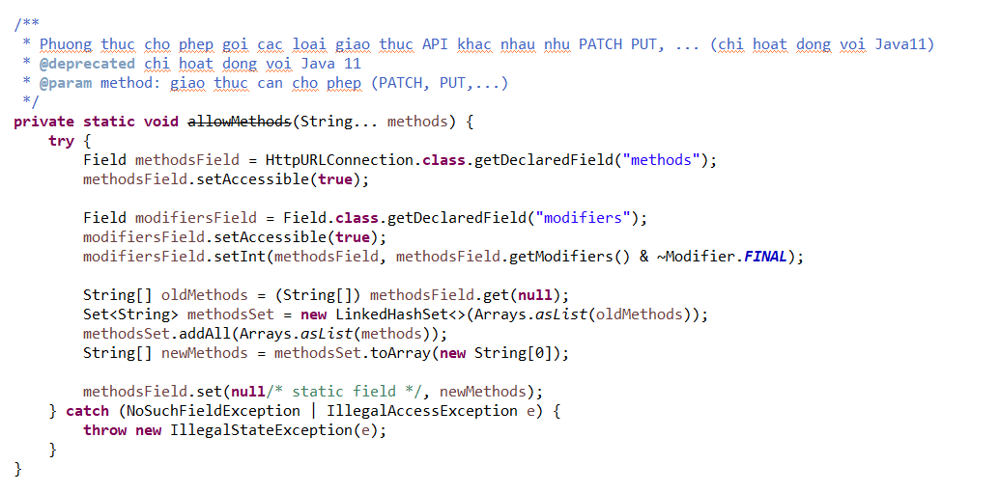 /**
 * Phuong thuc cho phep goi cac loai giao thuc API khac nhau nhu PATCH PUT, ... (chi hoat dong voi Java11)
 * @deprecated chi hoat dong voi Java 11
 * @param method: giao thuc can cho phep (PATCH, PUT,...)
 */
private static void allowMethods(String... methods) {
    try {
        Field methodsField = HttpURLConnection.class.getDeclaredField("methods");
        methodsField.setAccessible(true);

        Field modifiersField = Field.class.getDeclaredField("modifiers");
        modifiersField.setAccessible(true);
        modifiersField.setInt(methodsField, methodsField.getModifiers() & ~Modifier.FINAL);

        String[] oldMethods = (String[]) methodsField.get(null);
        Set<String> methodsSet = new LinkedHashSet<>(Arrays.asList(oldMethods));
        methodsSet.addAll(Arrays.asList(methods));
        String[] newMethods = methodsSet.toArray(new String[0]);

        methodsField.set(null/* static field */, newMethods);
    } catch (NoSuchFieldException | IllegalAccessException e) {
        throw new IllegalStateException(e);
    }
}